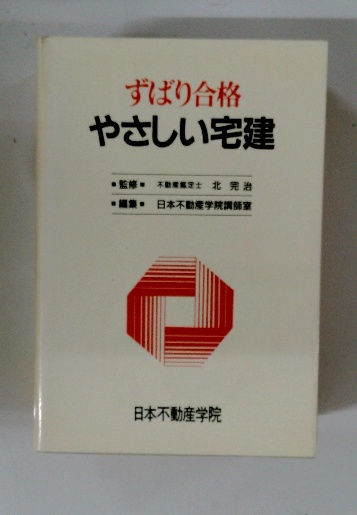 ずばり合格
やさしい宅建
■監修■ 不動産鑑定士 北 完治
■編集■ 日本不動産学院講師室
日本不動産学院